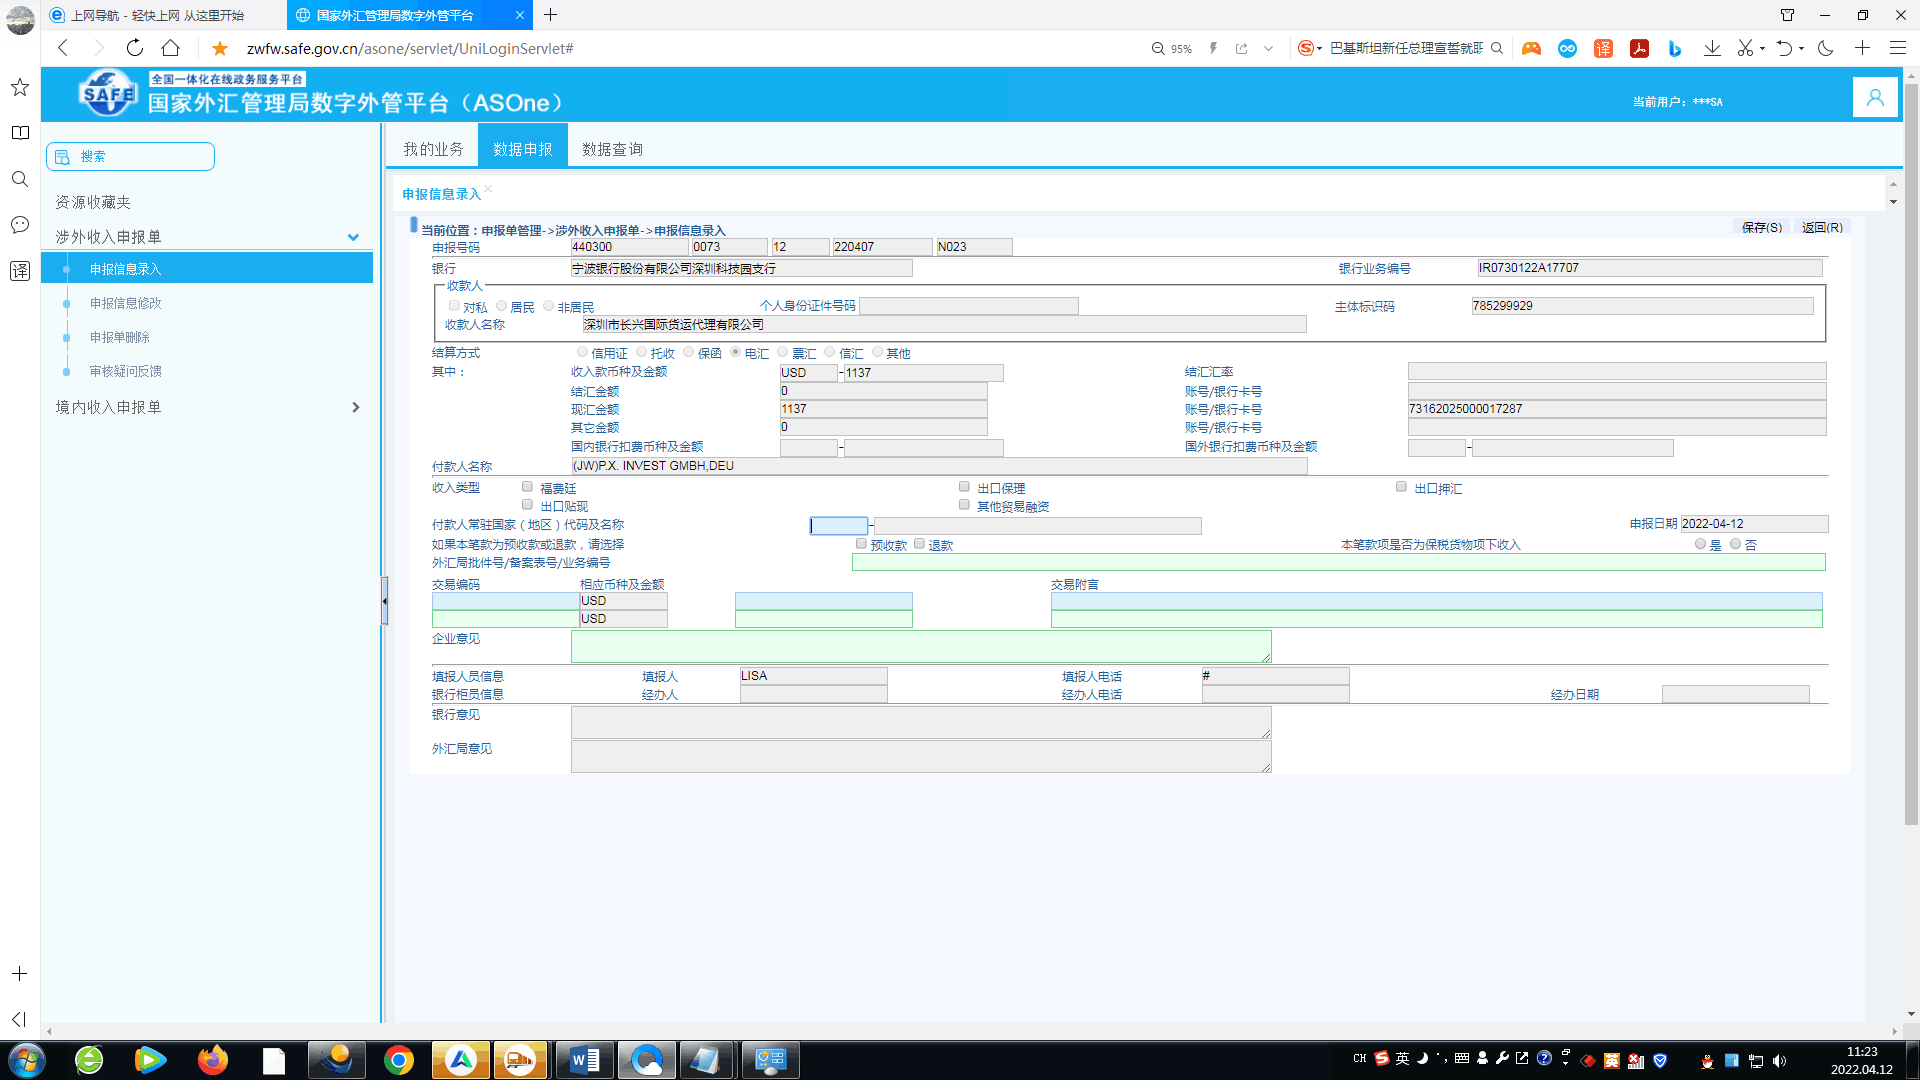 上网导航 - 轻快上网 从这里开始
国家外汇管理局数字外管平台
zwfw.safe.gov.cn/asone/servlet/UniLoginServlet#
95%
巴基斯坦新任总理宣誓就职
SAFE
全国一体化在线政务服务平台
国家外汇管理局数字外管平台（ASOne）
当前用户：***SA
搜索
资源收藏夹
涉外收入申报单
申报信息录入
申报信息修改
申报单删除
审核疑问反馈
境内收入申报单
我的业务 数据申报 数据查询
申报信息录入
当前位置：申报单管理->涉外收入申报单->申报信息录入
保存(S) 返回(R)
申报号码 440300 0073 12 220407 N023
银行 宁波银行股份有限公司深圳科技园支行 银行业务编号 IR0730122A17707
收款人
对私 居民 非居民 个人身份证件号码 主体标识码 785299929
收款人名称 深圳市长兴国际货运代理有限公司
结算方式 信用证 托收 保函 电汇 票汇 信汇 其他
其中： 收入款币种及金额 USD - 1137 结汇汇率
结汇金额 0 账号/银行卡号
现汇金额 1137 账号/银行卡号 73162025000017287
其它金额 0 账号/银行卡号
国内银行扣费币种及金额 - 国外银行扣费币种及金额 -
付款人名称 (JW)P.X. INVEST GMBH,DEU
收入类型 福费廷 出口保理 出口押汇
出口贴现 其他贸易融资
付款人常驻国家（地区）代码及名称 - 申报日期 2022-04-12
如果本笔款为预收款或退款，请选择 预收款 退款 本笔款项是否为保税货物项下收入 是 否
外汇局批件号/备案表号/业务编号
交易编码 相应币种及金额 交易附言
USD
USD
企业意见
填报人员信息 填报人 LISA 填报人电话 #
银行柜员信息 经办人 经办人电话 经办日期
银行意见
外汇局意见
CH 英
11:23
2022.04.12